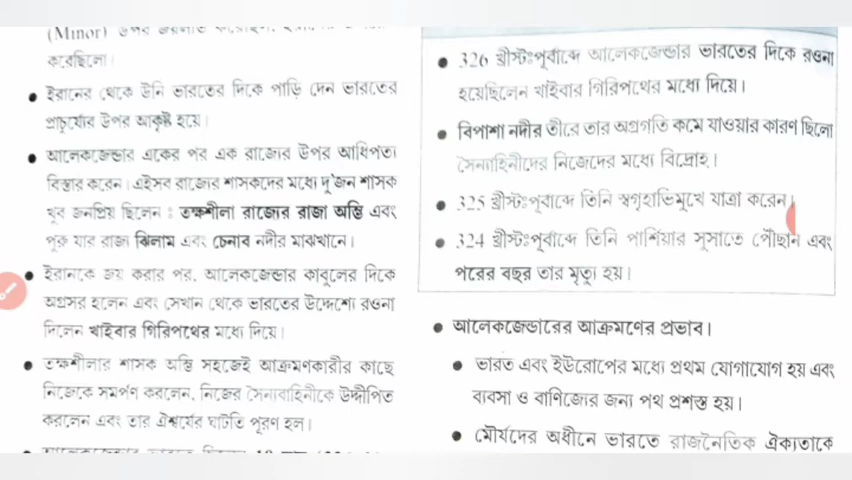 (Minor) উপর জয়লাভ করেছিল,
করেছিলো।
ইরানের থেকে উনি ভারতের দিকে পাড়ি দেন ভারতের
প্রাচুর্যের উপর আকৃষ্ট হয়ে।
আলেকজেন্ডার একের পর এক রাজ্যের উপর আধিপত্য
বিস্তার করেন। এইসব রাজ্যের শাসকদের মধ্যে দু'জন শাসক
খুব জনপ্রিয় ছিলেন : তক্ষশীলা রাজ্যের রাজা অম্ভি এবং
পুরু যার রাজ্য ঝিলাম এবং চেনাব নদীর মাঝখানে।
ইরানকে জয় করার পর, আলেকজেন্ডার কাবুলের দিকে
অগ্রসর হলেন এবং সেখান থেকে ভারতের উদ্দেশ্যে রওনা
দিলেন খাইবার গিরিপথের মধ্যে দিয়ে।
তক্ষশীলার শাসক অম্ভি সহজেই আক্রমণকারীর কাছে
নিজেকে সমর্পণ করলেন, নিজের সৈন্যবাহিনীকে উদ্দীপিত
করলেন এবং তার ঐশ্বর্যের ঘাটতি পূরণ হল।
326 খ্রীস্টঃপূর্বাব্দে আলেকজেন্ডার ভারতের দিকে রওনা
হয়েছিলেন খাইবার গিরিপথের মধ্যে দিয়ে।
বিপাশা নদীর তীরে তার অগ্রগতি কমে যাওয়ার কারণ ছিলো
সৈন্যাহিনীদের নিজেদের মধ্যে বিদ্রোহ।
325 খ্রীস্টঃপূর্বাব্দে তিনি স্বগৃহাভিমুখে যাত্রা করেন।
324 খ্রীস্টঃপূর্বাব্দে তিনি পার্শিয়ার সুসাতে পৌঁছান এবং
পরের বছর তার মৃত্যু হয়।
আলেকজেন্ডারের আক্রমণের প্রভাব।
ভারত এবং ইউরোপের মধ্যে প্রথম যোগাযোগ হয় এবং
ব্যবসা ও বাণিজ্যের জন্য পথ প্রশস্ত হয়।
মৌর্যদের অধীনে ভারতে রাজনৈতিক ঐক্যতাকে